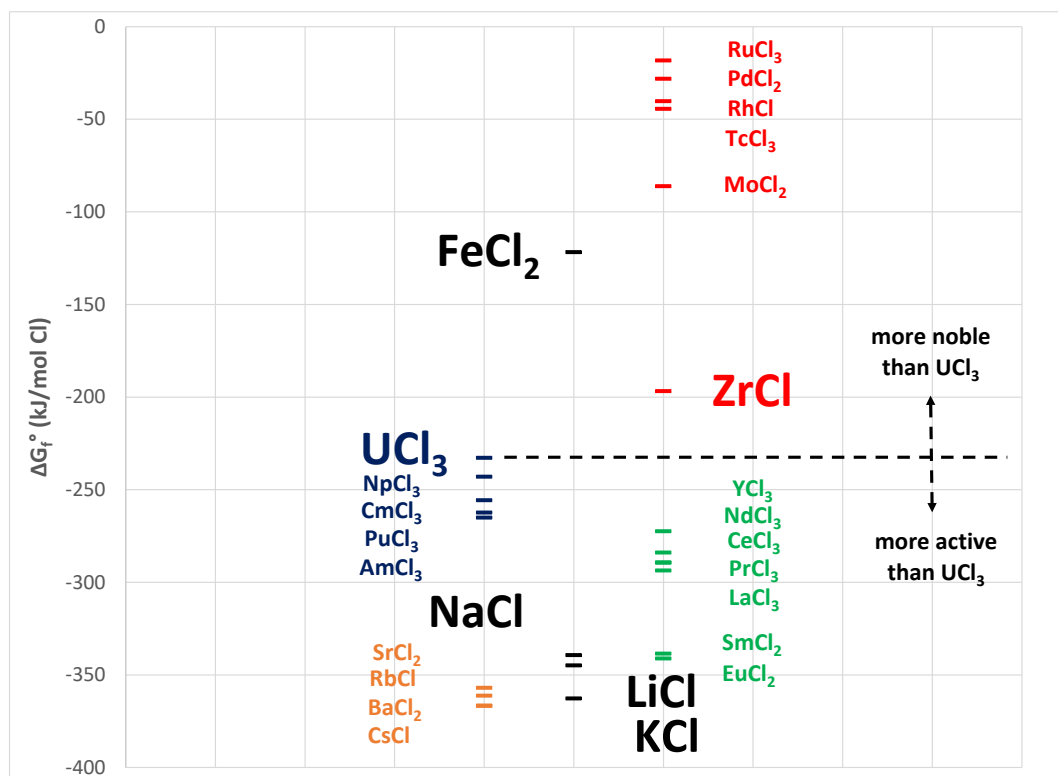 0
-50
-100
-150
-200
-250
-300
-350
-400
ΔG_f° (kJ/mol Cl)
RuCl₃
PdCl₂
RhCl
TcCl₃
MoCl₂
FeCl₂
more noble
than UCl₃
ZrCl
UCl₃
NpCl₃
CmCl₃
PuCl₃
AmCl₃
YCl₃
NdCl₃
CeCl₃
PrCl₃
LaCl₃
more active
than UCl₃
NaCl
SrCl₂
RbCl
BaCl₂
CsCl
SmCl₂
EuCl₂
LiCl
KCl